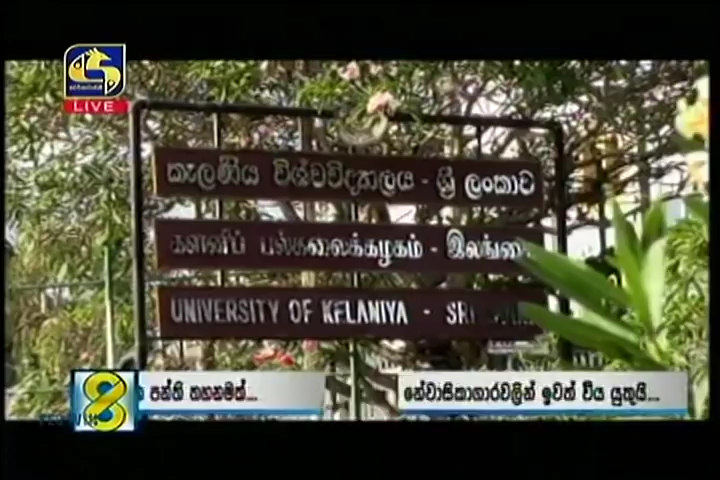 LIVE
කැලණිය විශ්වවිද්‍යාලය - ශ්‍රී ලංකාව
களனிப் பல்கலைக்கழகம் - இலங்கை
UNIVERSITY OF KELANIYA - SRI
8
පන්ති තහනමක්...
නේවාසිකාගාරවලින් ඉවත් විය යුතුයි...